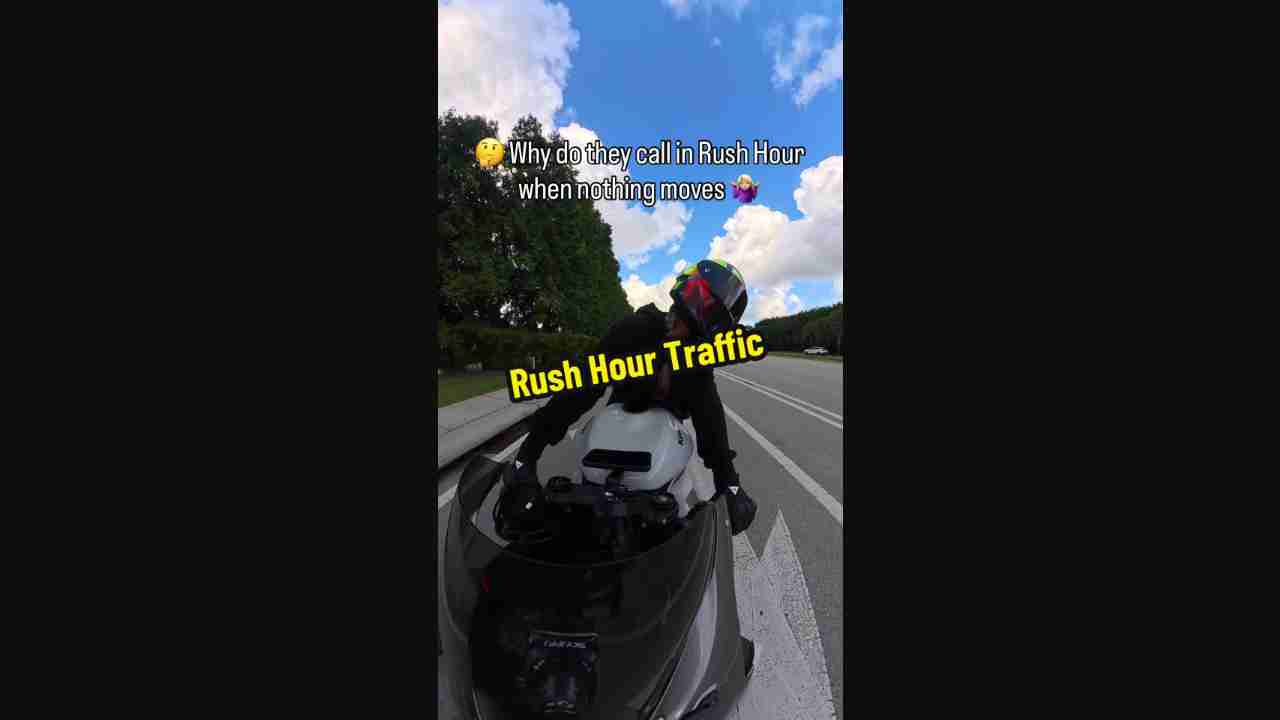 🤔 Why do they call in Rush Hour
when nothing moves 🤷🏼‍♀️
Rush Hour Traffic